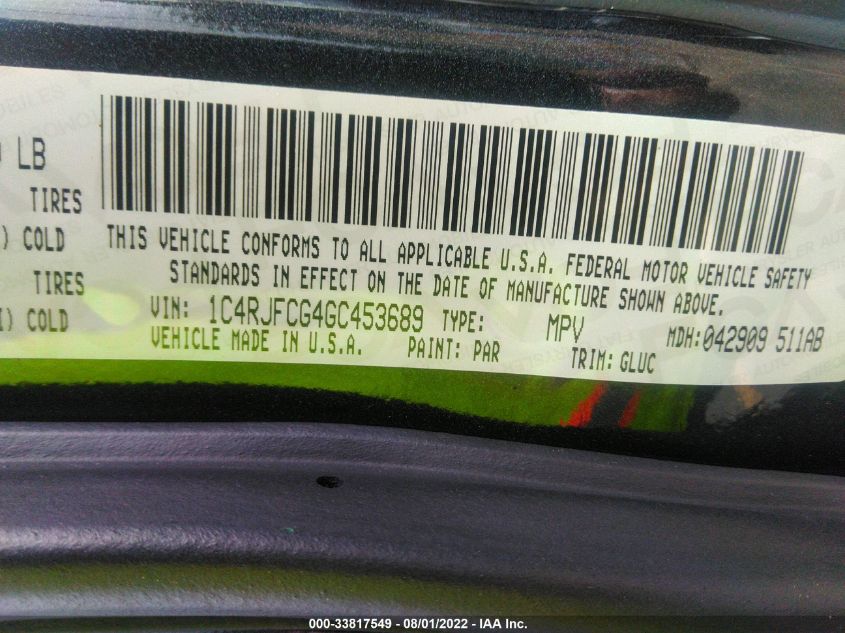 LB
TIRES
) COLD
TIRES
I) COLD
THIS VEHICLE CONFORMS TO ALL APPLICABLE U.S.A. FEDERAL MOTOR VEHICLE SAFETY
STANDARDS IN EFFECT ON THE DATE OF MANUFACTURE SHOWN ABOVE.
VIN: 1C4RJFCG4GC453689 TYPE: MPV MDH:042909 511AB
VEHICLE MADE IN U.S.A. PAINT: PAR TRIM: GLUC
000-33817549 - 08/01/2022 - IAA Inc.